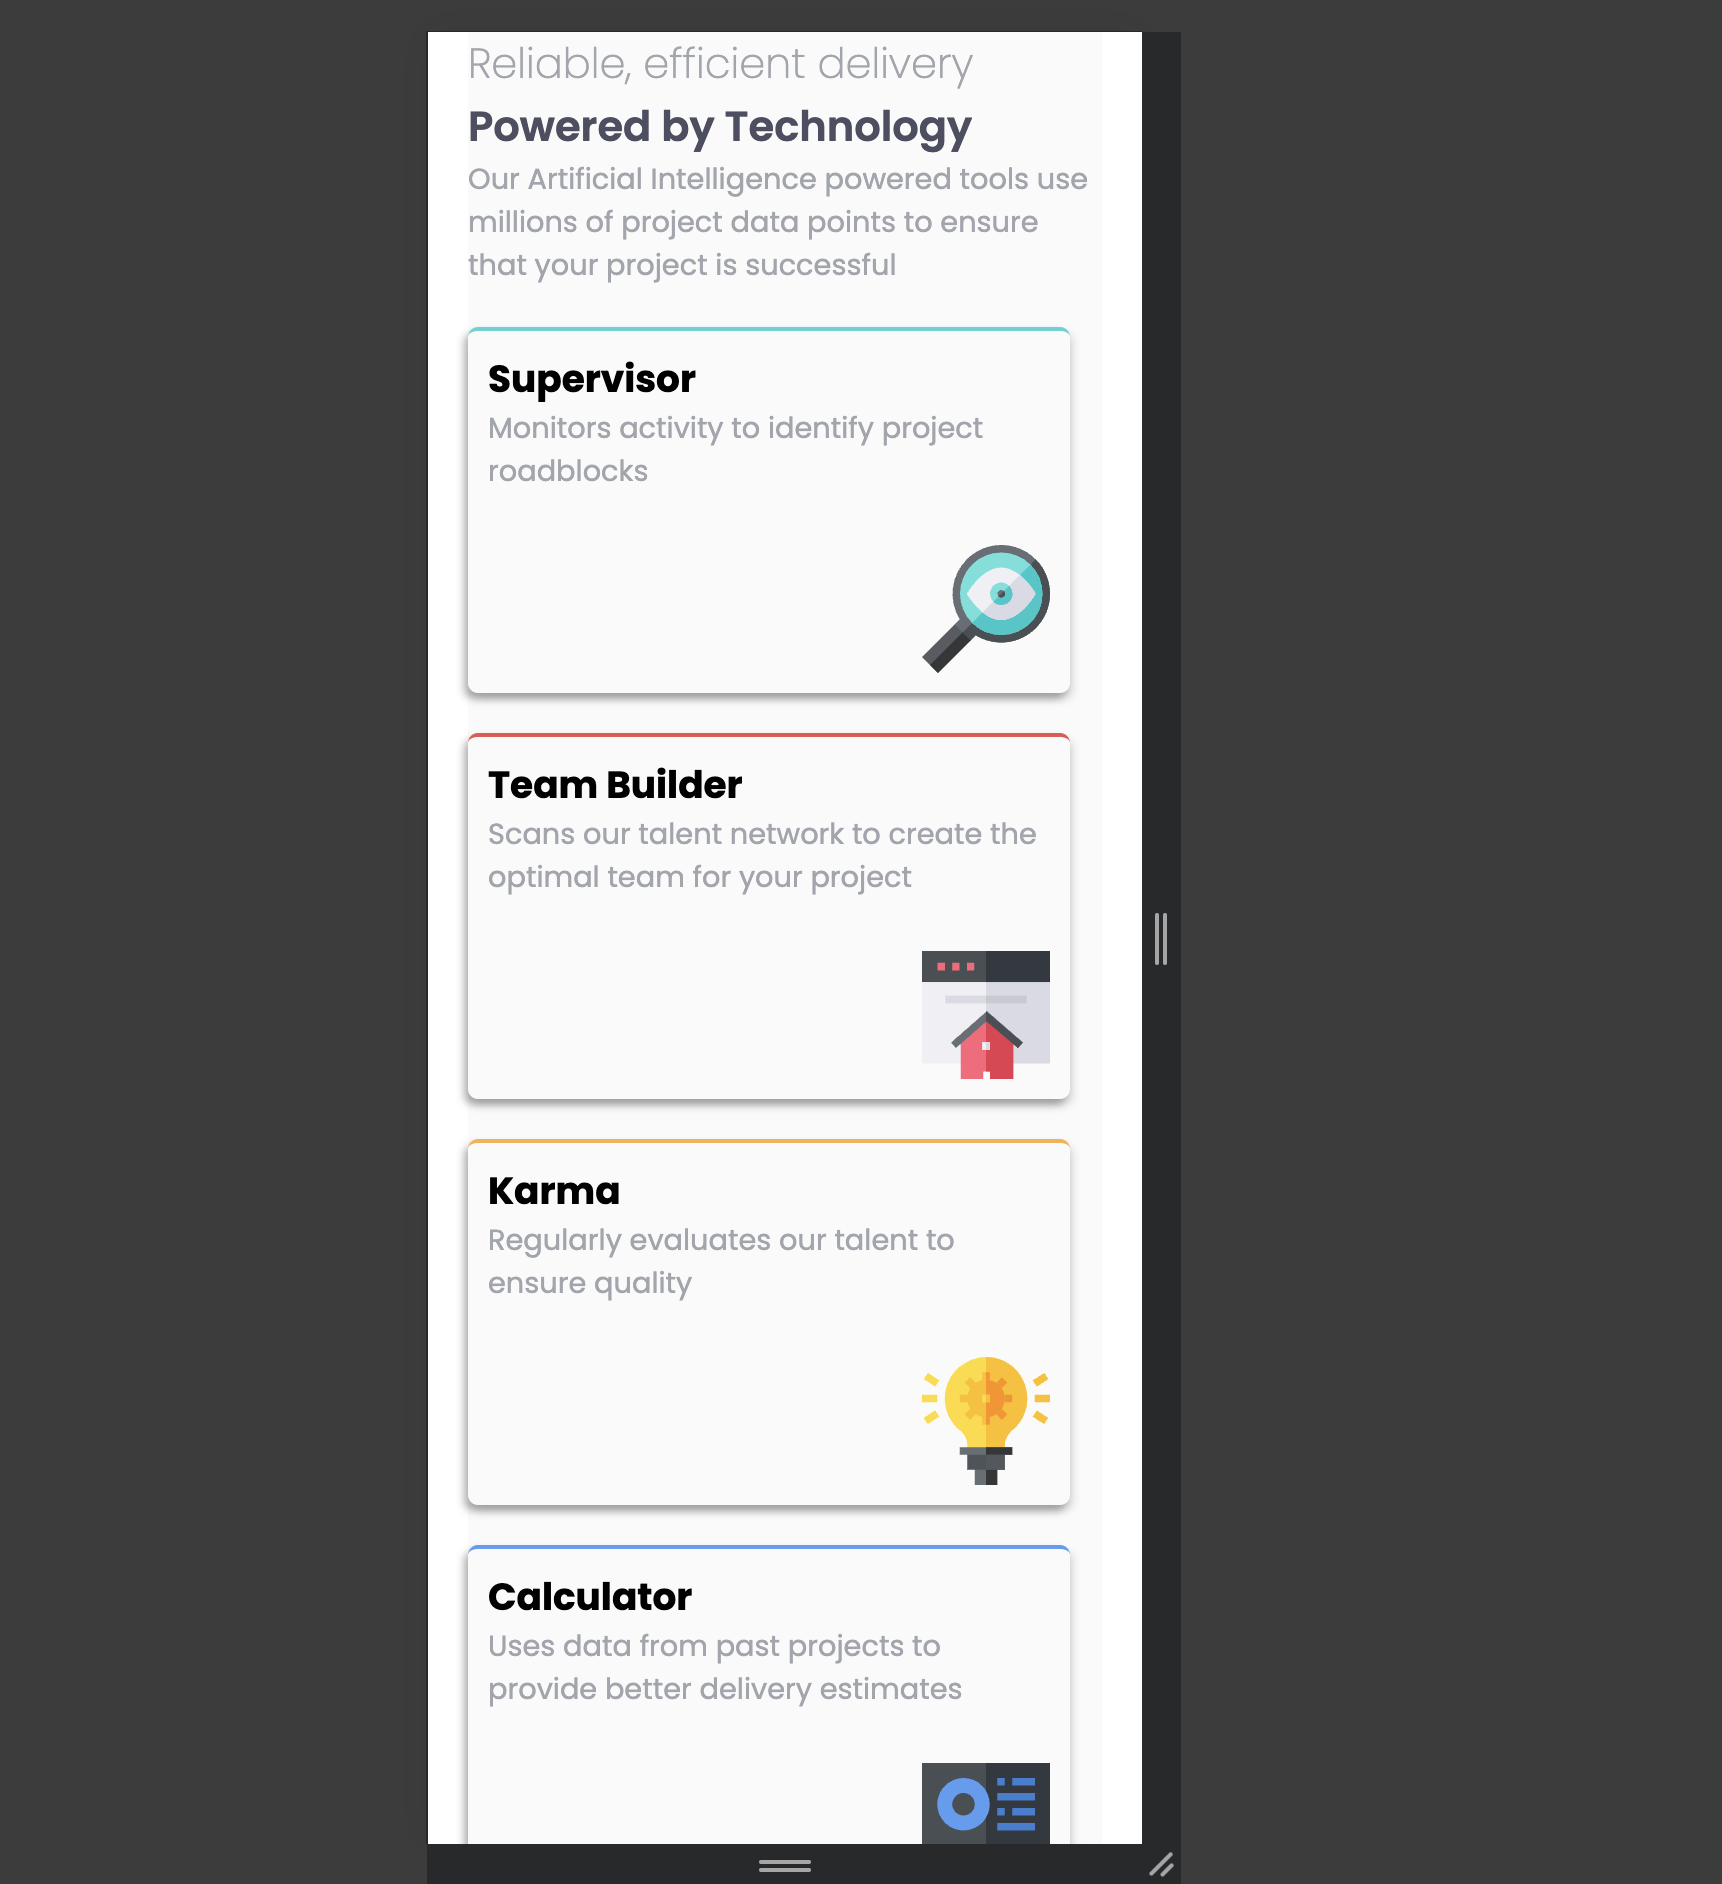 Reliable, efficient delivery
Powered by Technology
Our Artificial Intelligence powered tools use
millions of project data points to ensure
that your project is successful
Supervisor
Monitors activity to identify project
roadblocks
Team Builder
Scans our talent network to create the
optimal team for your project
Karma
Regularly evaluates our talent to
ensure quality
Calculator
Uses data from past projects to
provide better delivery estimates